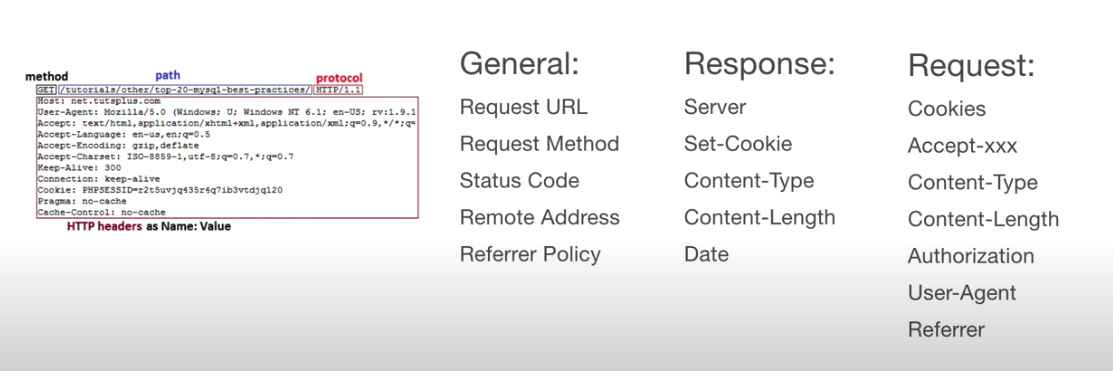 method path protocol
GET /tutorials/other/top-20-mysql-best-practices/ HTTP/1.1
Host: net.tutsplus.com
User-Agent: Mozilla/5.0 (Windows; U; Windows NT 6.1; en-US; rv:1.9.1
Accept: text/html,application/xhtml+xml,application/xml;q=0.9,*/*;q=
Accept-Language: en-us,en;q=0.5
Accept-Encoding: gzip,deflate
Accept-Charset: ISO-8859-1,utf-8;q=0.7,*;q=0.7
Keep-Alive: 300
Connection: keep-alive
Cookie: PHPSESSID=r2t5uvjq435r4q7ib3vtdjq120
Pragma: no-cache
Cache-Control: no-cache
HTTP headers as Name: Value
General:
Request URL
Request Method
Status Code
Remote Address
Referrer Policy
Response:
Server
Set-Cookie
Content-Type
Content-Length
Date
Request:
Cookies
Accept-xxx
Content-Type
Content-Length
Authorization
User-Agent
Referrer